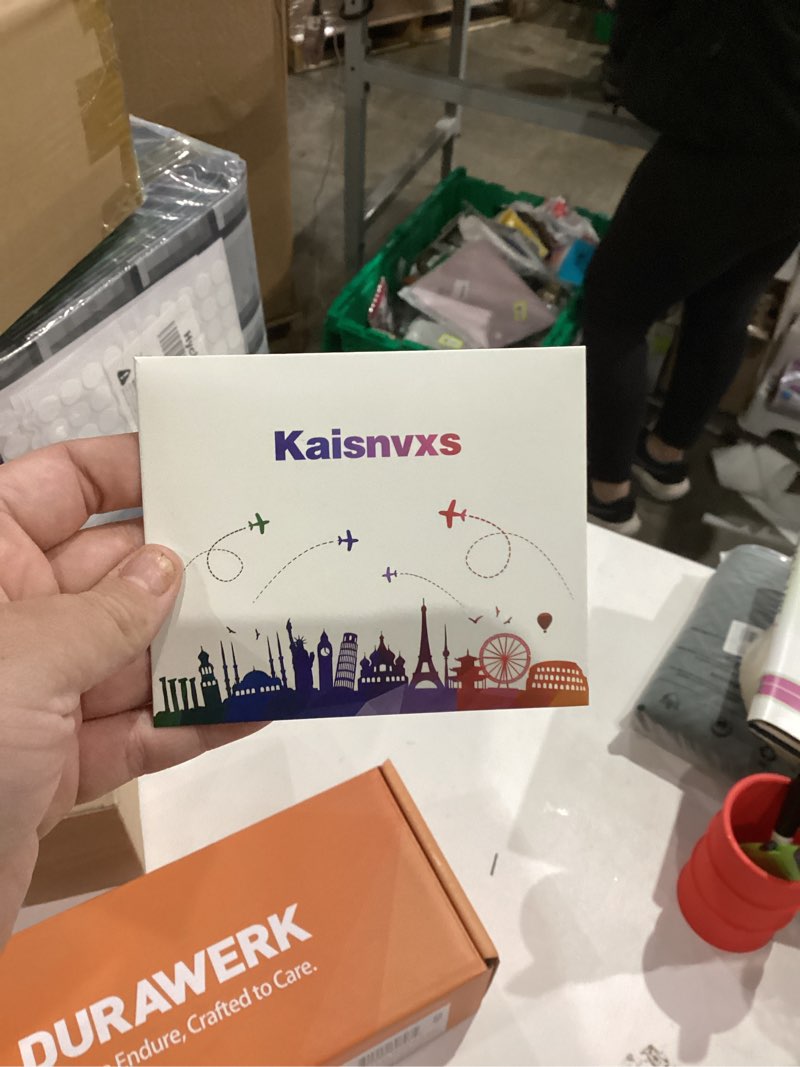 Kaisnvxs
DURAWERK
Endure, Crafted to Care.